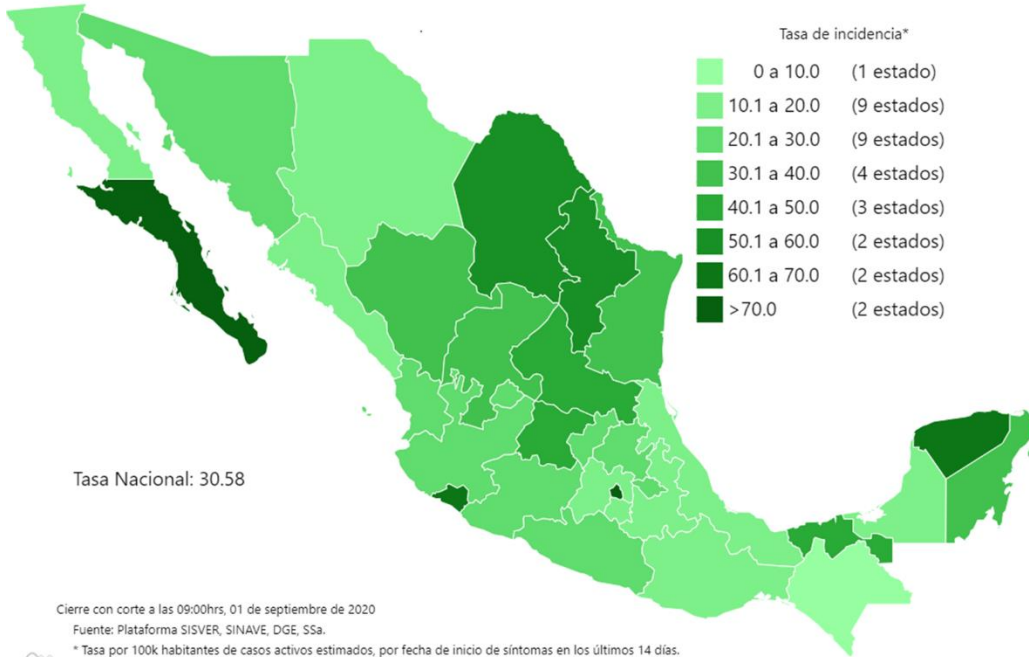 Tasa de incidencia*
0 a 10.0 (1 estado)
10.1 a 20.0 (9 estados)
20.1 a 30.0 (9 estados)
30.1 a 40.0 (4 estados)
40.1 a 50.0 (3 estados)
50.1 a 60.0 (2 estados)
60.1 a 70.0 (2 estados)
>70.0 (2 estados)
Tasa Nacional: 30.58
Cierre con corte a las 09:00hrs, 01 de septiembre de 2020
Fuente: Plataforma SISVER, SINAVE, DGE, SSa.
* Tasa por 100k habitantes de casos activos estimados, por fecha de inicio de síntomas en los últimos 14 días.